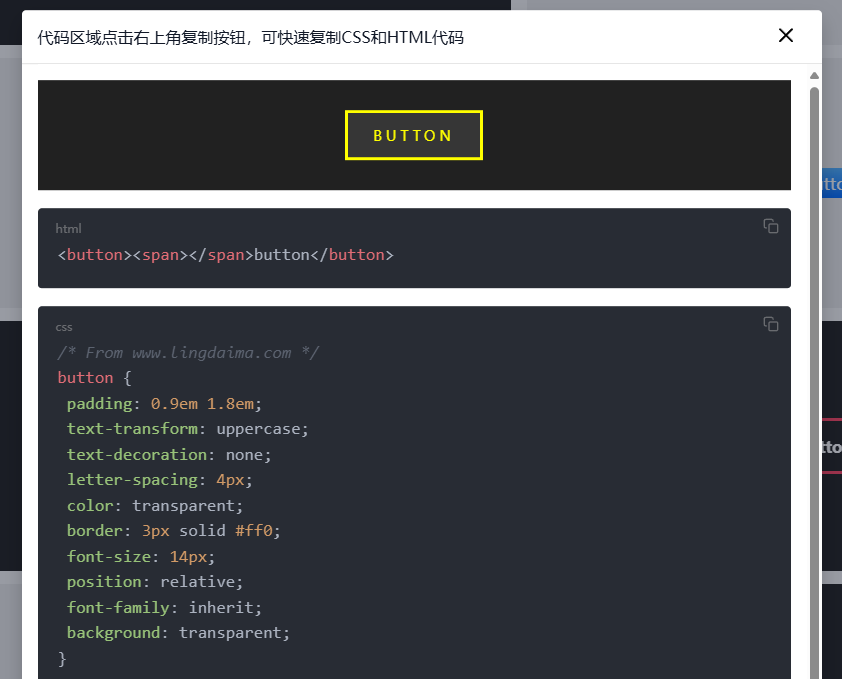 代码区域点击右上角复制按钮，可快速复制CSS和HTML代码
BUTTON
html
<button><span></span>button</button>
css
/* From www.lingdaima.com */
button {
padding: 0.9em 1.8em;
text-transform: uppercase;
text-decoration: none;
letter-spacing: 4px;
color: transparent;
border: 3px solid #ff0;
font-size: 14px;
position: relative;
font-family: inherit;
background: transparent;
}